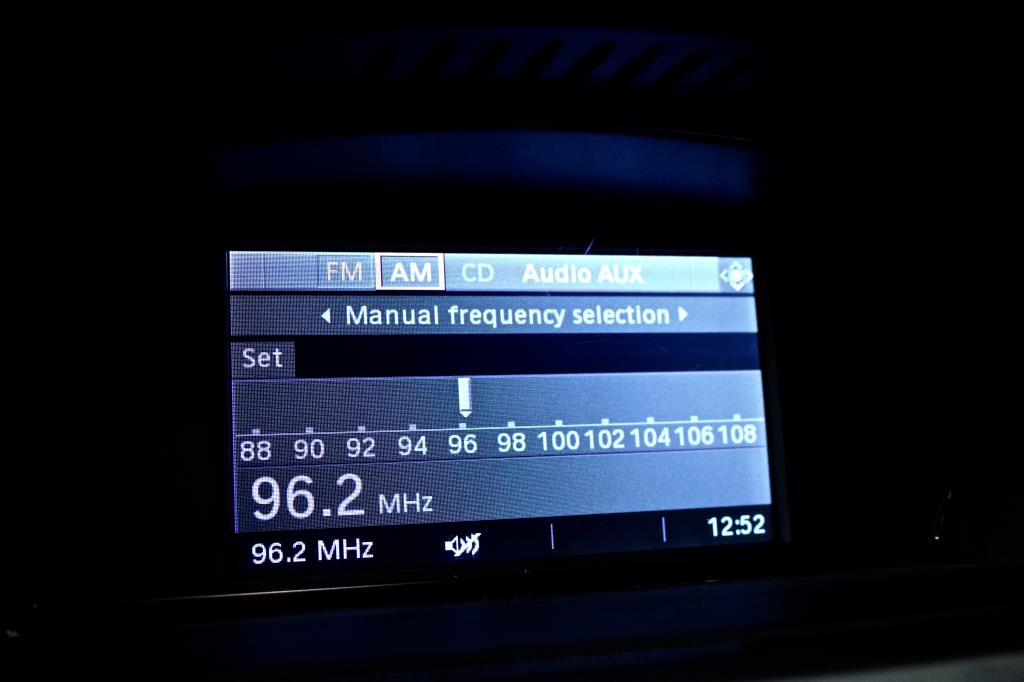 FM AM CD Audio AUX
Manual frequency selection
Set
88 90 92 94 96 98 100 102 104 106 108
96.2 MHz
96.2 MHz 12:52